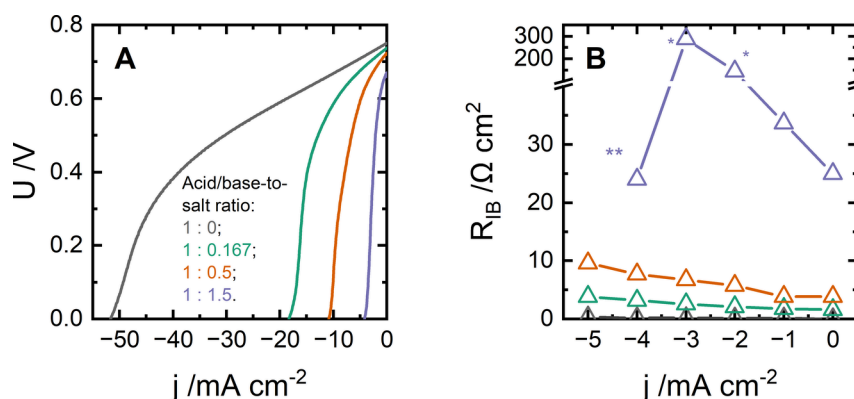 A
0.8
0.6
0.4
0.2
0.0
U /V
Acid/base-to-
salt ratio:
1 : 0;
1 : 0.167;
1 : 0.5;
1 : 1.5.
−50 −40 −30 −20 −10 0
j /mA cm⁻²
B
300
200
30
20
10
0
R_IB /Ω cm²
*
*
**
−5 −4 −3 −2 −1 0
j /mA cm⁻²